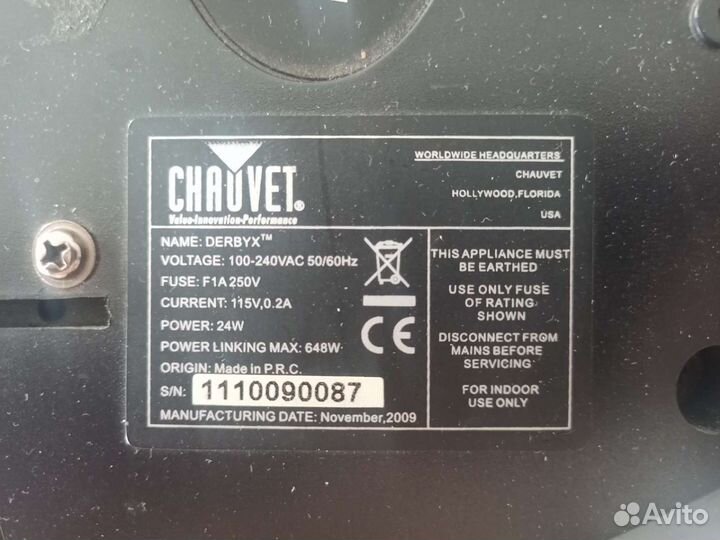 CHAUVET®
Value-Innovation-Performance
WORLDWIDE HEADQUARTERS
CHAUVET
HOLLYWOOD,FLORIDA
USA
NAME: DERBYX™
VOLTAGE: 100-240VAC 50/60Hz
FUSE: F1A 250V
CURRENT: 115V,0.2A
POWER: 24W
POWER LINKING MAX: 648W
ORIGIN: Made in P.R.C.
S/N: 1110090087
MANUFACTURING DATE: November,2009
CE
THIS APPLIANCE MUST
BE EARTHED
USE ONLY FUSE
OF RATING
SHOWN
DISCONNECT FROM
MAINS BEFORE
SERVICING
FOR INDOOR
USE ONLY
Avito